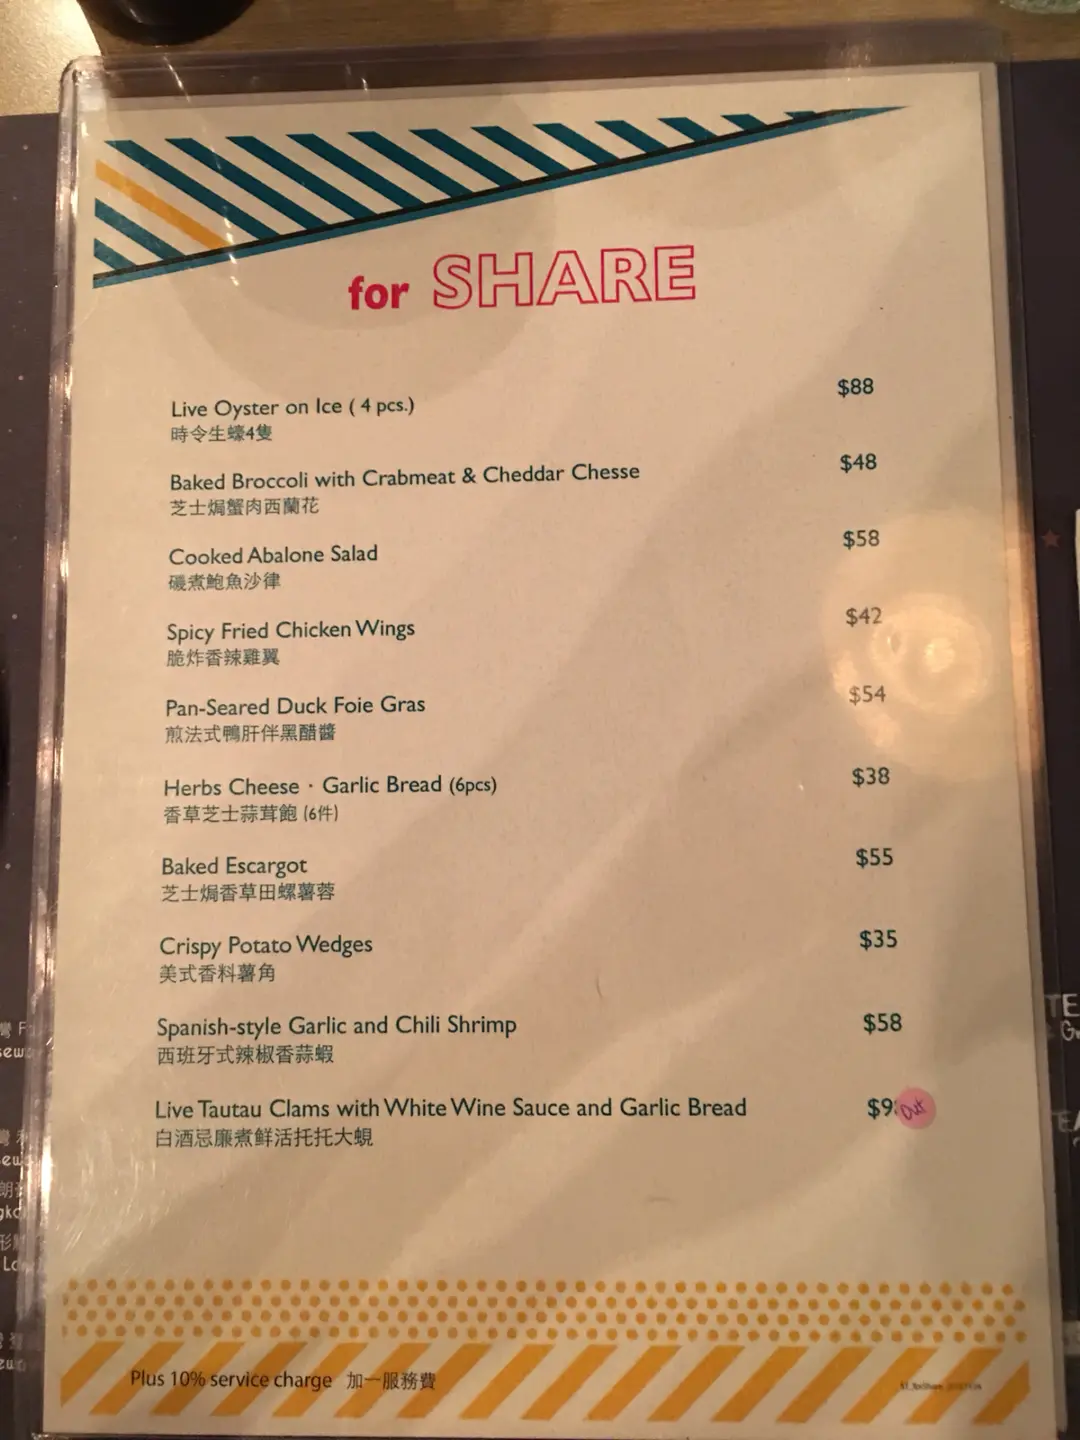 for SHARE
Live Oyster on Ice ( 4 pcs.) $88
時令生蠔4隻
Baked Broccoli with Crabmeat & Cheddar Chesse $48
芝士焗蟹肉西蘭花
Cooked Abalone Salad $58
磯煮鮑魚沙律
Spicy Fried Chicken Wings $42
脆炸香辣雞翼
Pan-Seared Duck Foie Gras $54
煎法式鴨肝伴黑醋醬
Herbs Cheese · Garlic Bread (6pcs) $38
香草芝士蒜茸飽 (6件)
Baked Escargot $55
芝士焗香草田螺薯蓉
Crispy Potato Wedges $35
美式香料薯角
Spanish-style Garlic and Chili Shrimp $58
西班牙式辣椒香蒜蝦
Live Tautau Clams with White Wine Sauce and Garlic Bread $9 Out
白酒忌廉煮鮮活托托大蜆
Plus 10% service charge 加一服務費